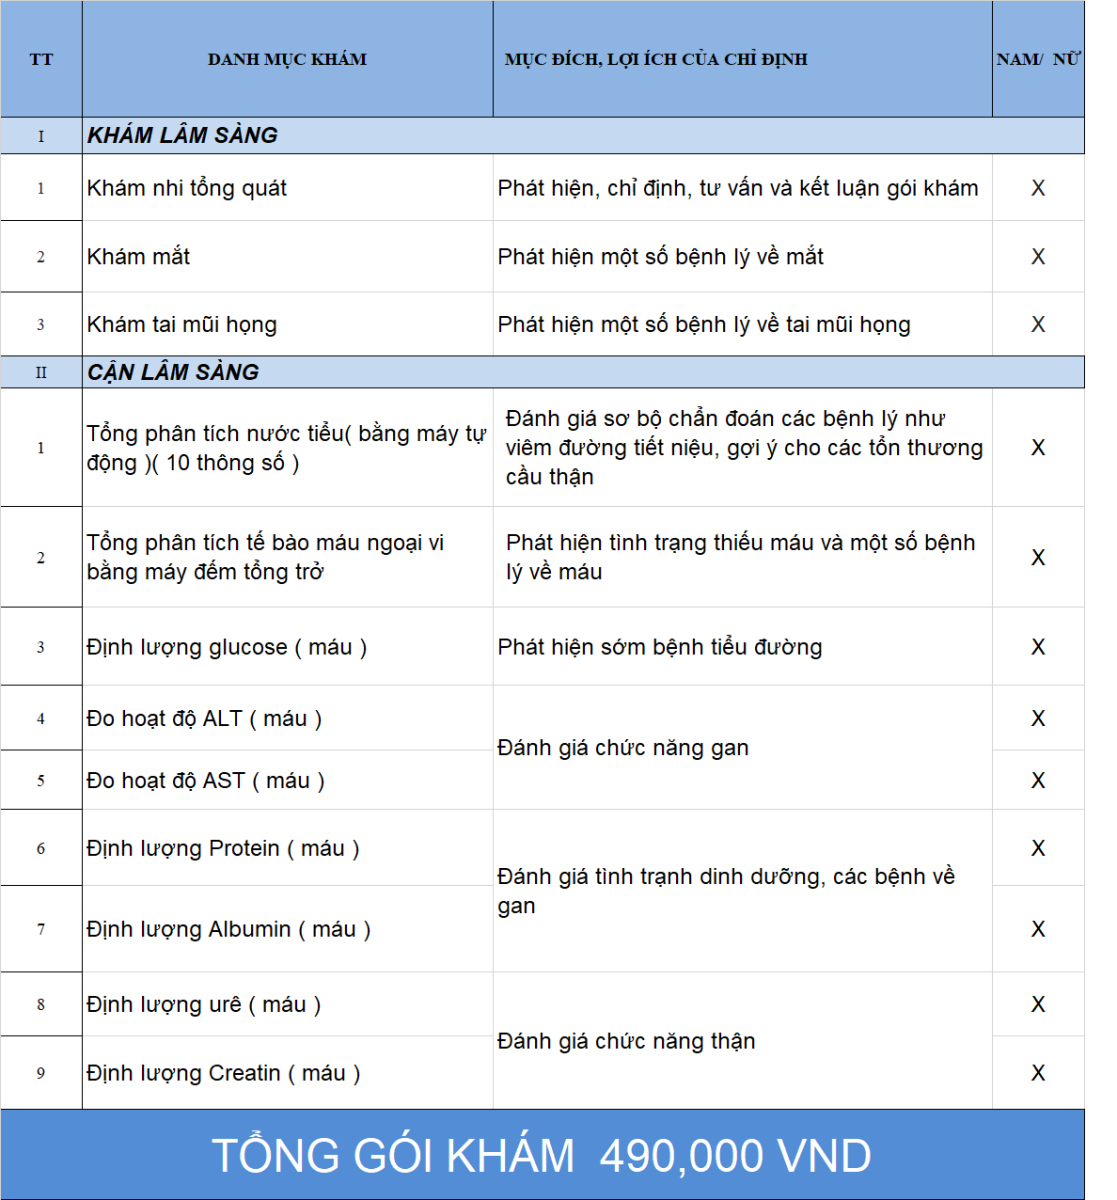 TT DANH MỤC KHÁM MỤC ĐÍCH, LỢI ÍCH CỦA CHỈ ĐỊNH NAM/ NỮ
I KHÁM LÂM SÀNG
1 Khám nhi tổng quát Phát hiện, chỉ định, tư vấn và kết luận gói khám X
2 Khám mắt Phát hiện một số bệnh lý về mắt X
3 Khám tai mũi họng Phát hiện một số bệnh lý về tai mũi họng X
II CẬN LÂM SÀNG
1 Tổng phân tích nước tiểu( bằng máy tự
động )( 10 thông số )
Đánh giá sơ bộ chẩn đoán các bệnh lý như
viêm đường tiết niệu, gợi ý cho các tổn thương
cầu thận
X
2 Tổng phân tích tế bào máu ngoại vi
bằng máy đếm tổng trở
Phát hiện tình trạng thiếu máu và một số bệnh
lý về máu
X
3 Định lượng glucose ( máu ) Phát hiện sớm bệnh tiểu đường X
4 Đo hoạt độ ALT ( máu ) X
Đánh giá chức năng gan
5 Đo hoạt độ AST ( máu ) X
6 Định lượng Protein ( máu ) X
Đánh giá tình trạnh dinh dưỡng, các bệnh về
gan
7 Định lượng Albumin ( máu ) X
8 Định lượng urê ( máu ) X
Đánh giá chức năng thận
9 Định lượng Creatin ( máu ) X
TỔNG GÓI KHÁM 490,000 VND